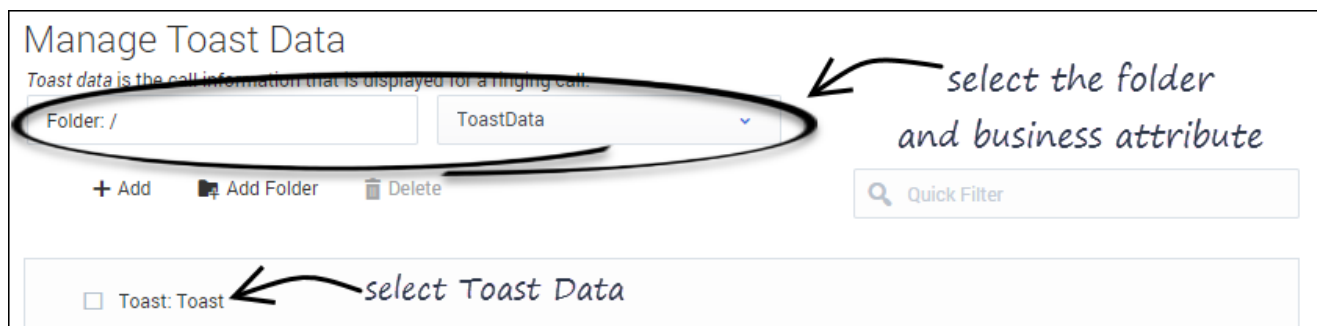 Manage Toast Data
Toast data is the call information that is displayed for a ringing call.
select the folder
and business attribute
Folder: /
ToastData
+ Add
Add Folder
Delete
Quick Filter
Toast: Toast
select Toast Data